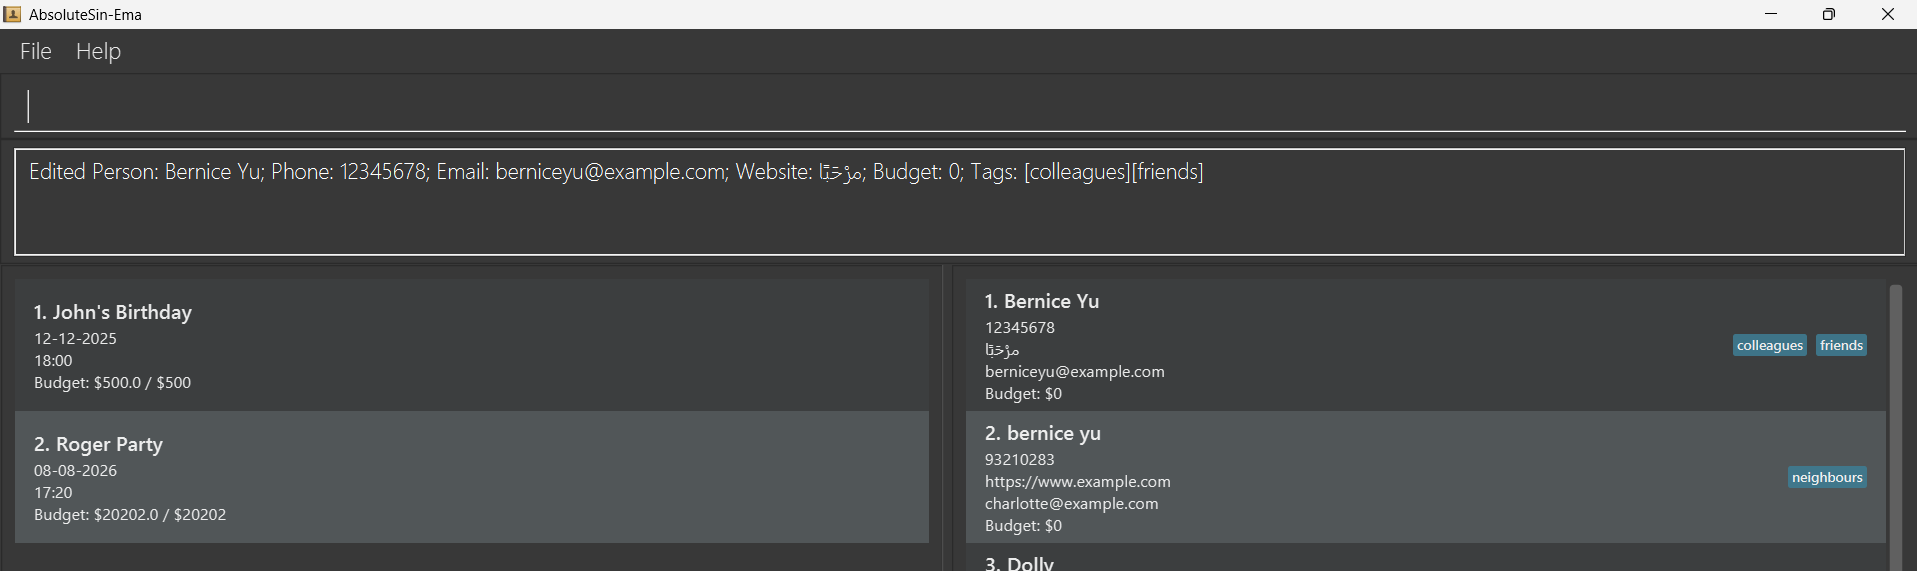 AbsoluteSin-Ema
File Help
Edited Person: Bernice Yu; Phone: 12345678; Email: berniceyu@example.com; Website: مرْحَبًا; Budget: 0; Tags: [colleagues][friends]
1. John's Birthday
12-12-2025
18:00
Budget: $500.0 / $500
2. Roger Party
08-08-2026
17:20
Budget: $20202.0 / $20202
1. Bernice Yu
12345678
مرْحَبًا
berniceyu@example.com
Budget: $0
colleagues friends
2. bernice yu
93210283
https://www.example.com
charlotte@example.com
Budget: $0
neighbours
3. Dolly